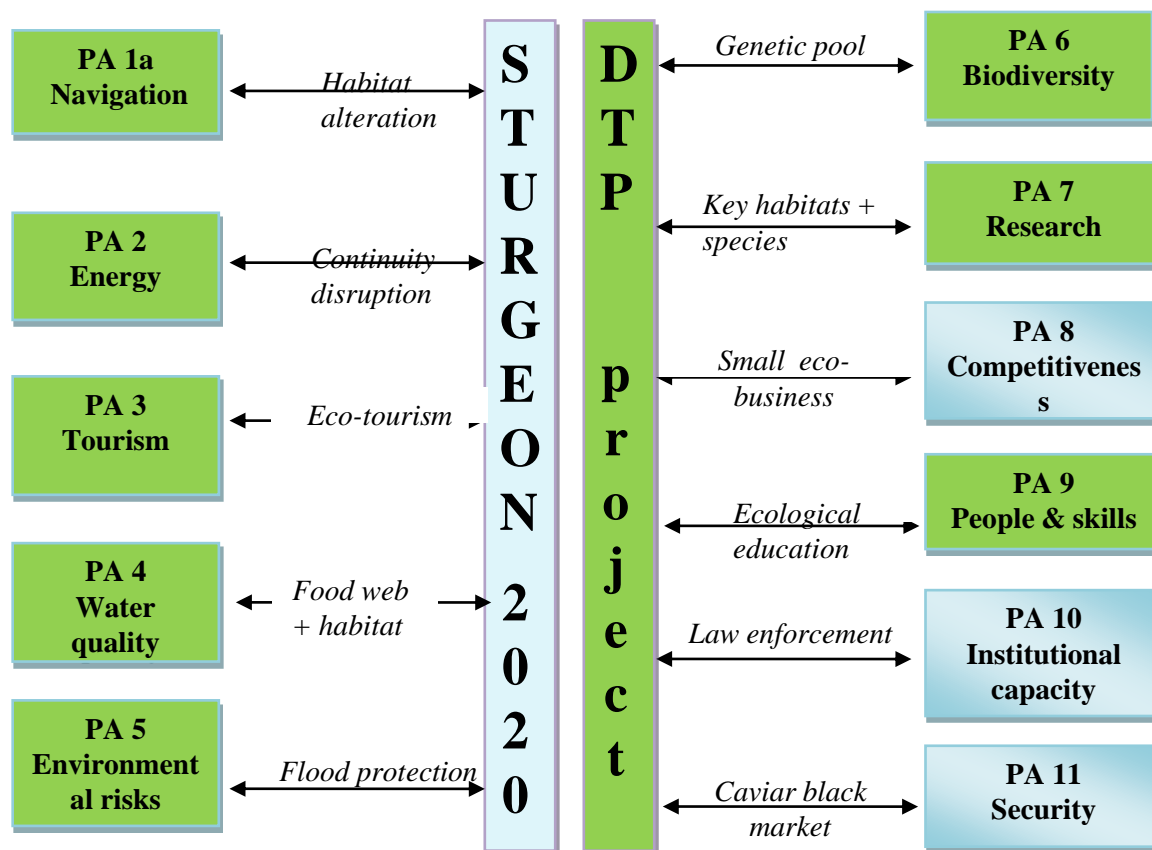 PA 1a
Navigation
Habitat
alteration
PA 2
Energy
Continuity
disruption
PA 3
Tourism
Eco-tourism
PA 4
Water
quality
Food web
+ habitat
PA 5
Environment
al risks
Flood protection
S
T
U
R
G
E
O
N
2
0
2
0
D
T
P
p
r
o
j
e
c
t
Genetic pool
PA 6
Biodiversity
Key habitats +
species
PA 7
Research
Small eco-
business
PA 8
Competitivenes
s
Ecological
education
PA 9
People & skills
Law enforcement
PA 10
Institutional
capacity
Caviar black
market
PA 11
Security